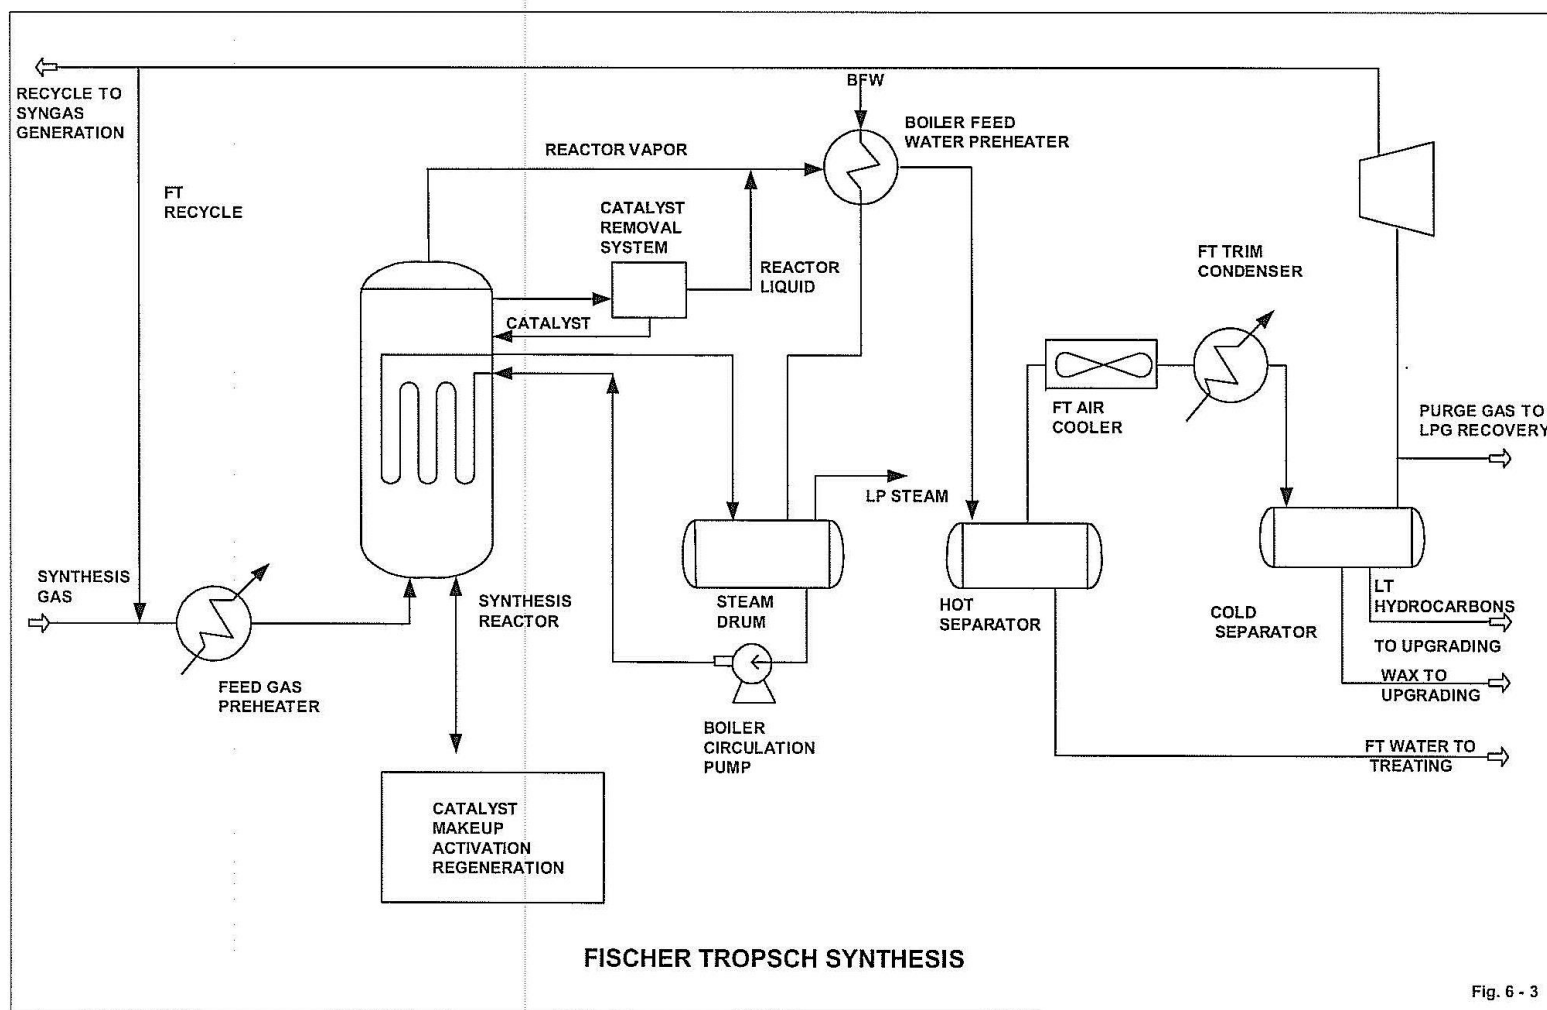 RECYCLE TO
SYNGAS
GENERATION
FT
RECYCLE
REACTOR VAPOR
BFW
BOILER FEED
WATER PREHEATER
CATALYST
REMOVAL
SYSTEM
REACTOR
LIQUID
CATALYST
FT TRIM
CONDENSER
FT AIR
COOLER
PURGE GAS TO
LPG RECOVERY
LP STEAM
SYNTHESIS
GAS
FEED GAS
PREHEATER
SYNTHESIS
REACTOR
STEAM
DRUM
HOT
SEPARATOR
COLD
SEPARATOR
LT
HYDROCARBONS
TO UPGRADING
WAX TO
UPGRADING
FT WATER TO
TREATING
BOILER
CIRCULATION
PUMP
CATALYST
MAKEUP
ACTIVATION
REGENERATION
FISCHER TROPSCH SYNTHESIS
Fig. 6 - 3